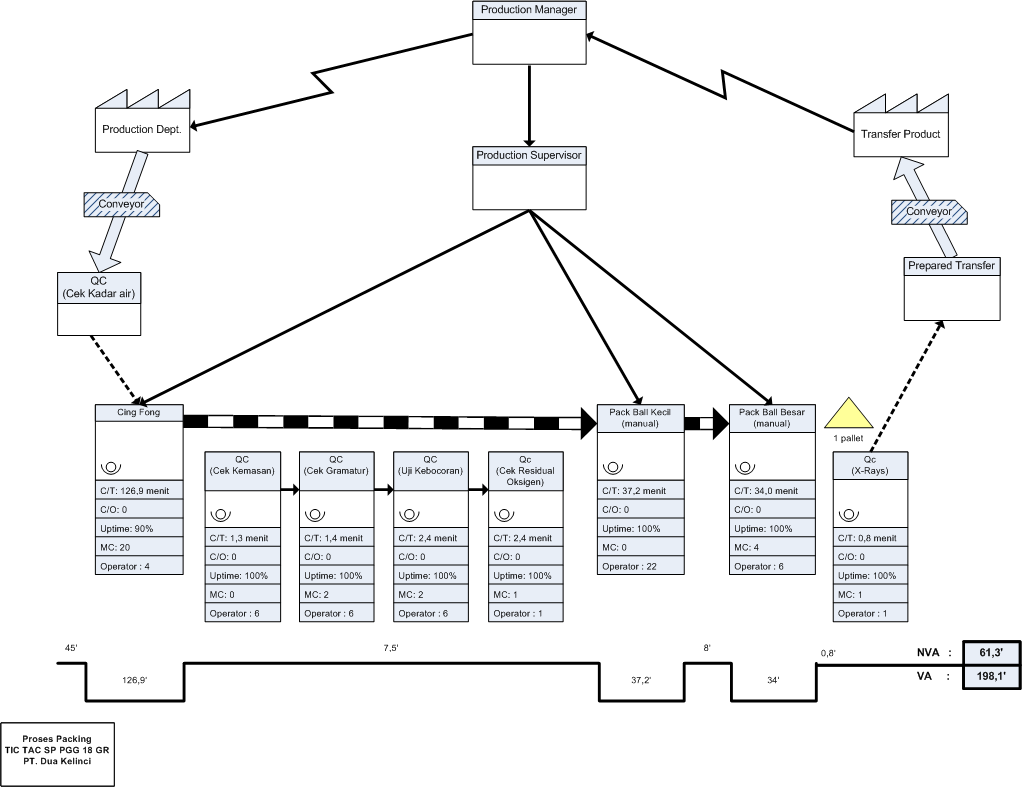 Production Manager
Production Dept.
Transfer Product
Production Supervisor
Conveyor
Conveyor
QC
(Cek Kadar air)
Prepared Transfer
Cing Fong
C/T: 126,9 menit
C/O: 0
Uptime: 90%
MC: 20
Operator : 4
QC
(Cek Kemasan)
C/T: 1,3 menit
C/O: 0
Uptime: 100%
MC: 0
Operator : 6
QC
(Cek Gramatur)
C/T: 1,4 menit
C/O: 0
Uptime: 100%
MC: 2
Operator : 6
QC
(Uji Kebocoran)
C/T: 2,4 menit
C/O: 0
Uptime: 100%
MC: 2
Operator : 6
Qc
(Cek Residual
Oksigen)
C/T: 2,4 menit
C/O: 0
Uptime: 100%
MC: 1
Operator : 1
Pack Ball Kecil
(manual)
C/T: 37,2 menit
C/O: 0
Uptime: 100%
MC: 0
Operator : 22
Pack Ball Besar
(manual)
C/T: 34,0 menit
C/O: 0
Uptime: 100%
MC: 4
Operator : 6
1 pallet
Qc
(X-Rays)
C/T: 0,8 menit
C/O: 0
Uptime: 100%
MC: 1
Operator : 1
45'
126,9'
7,5'
37,2'
8'
34'
0,8'
NVA : 61,3'
VA : 198,1'
Proses Packing
TIC TAC SP PGG 18 GR
PT. Dua Kelinci